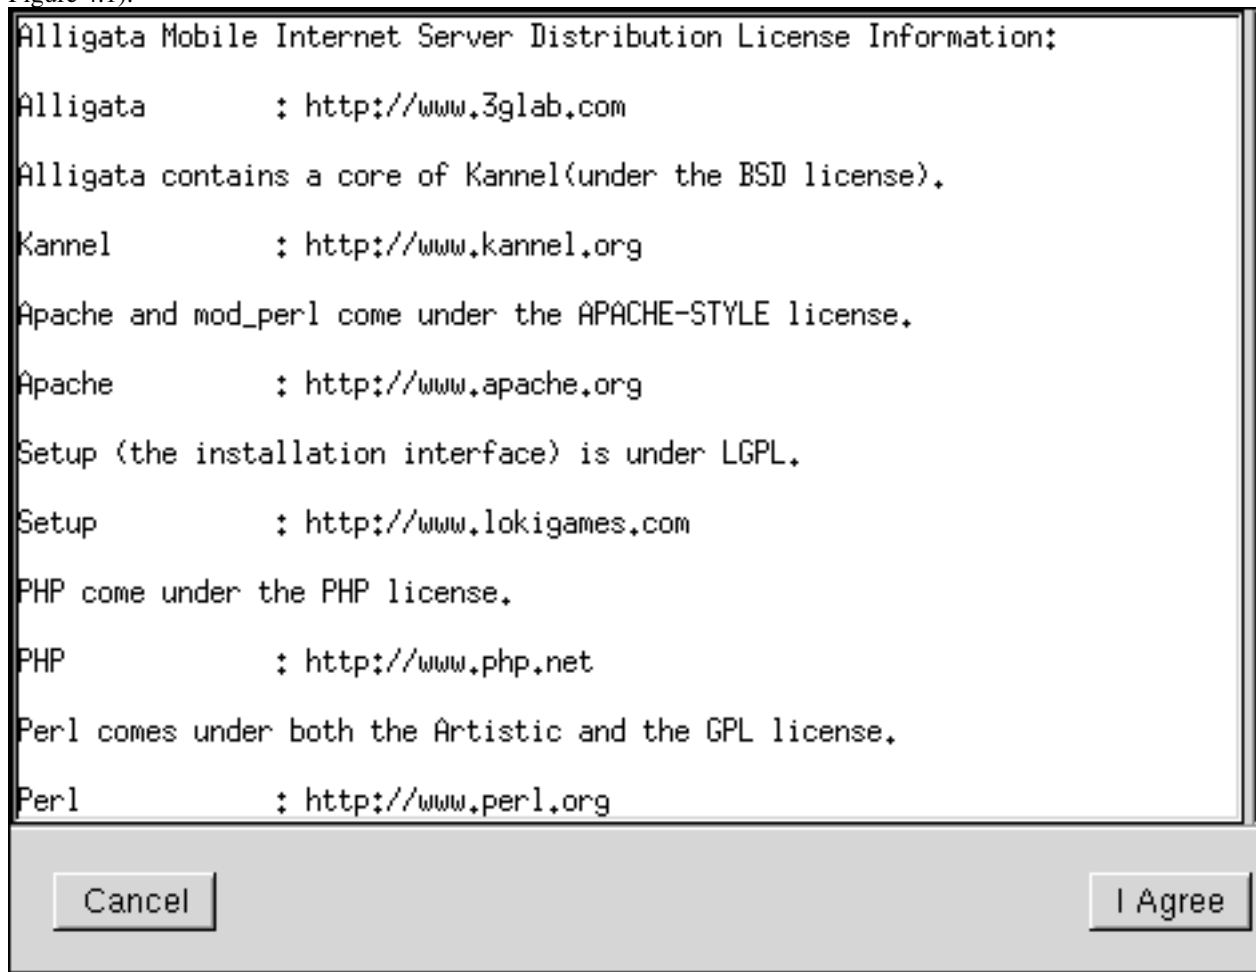 Figure 4.1).
Alligata Mobile Internet Server Distribution License Information:
Alligata : http://www.3glab.com
Alligata contains a core of Kannel(under the BSD license).
Kannel : http://www.kannel.org
Apache and mod_perl come under the APACHE-STYLE license.
Apache : http://www.apache.org
Setup (the installation interface) is under LGPL.
Setup : http://www.lokigames.com
PHP come under the PHP license.
PHP : http://www.php.net
Perl comes under both the Artistic and the GPL license.
Perl : http://www.perl.org
Cancel
I Agree